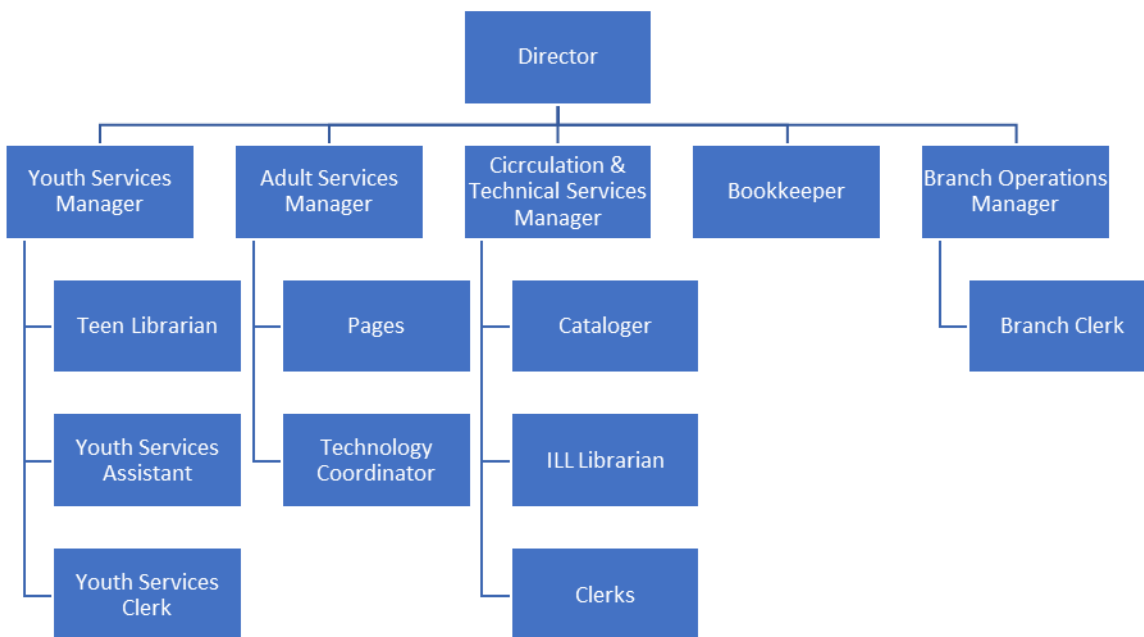 Director
Youth Services
Manager
Adult Services
Manager
Cicrculation &
Technical Services
Manager
Bookkeeper
Branch Operations
Manager
Teen Librarian
Pages
Cataloger
Branch Clerk
Youth Services
Assistant
Technology
Coordinator
ILL Librarian
Youth Services
Clerk
Clerks